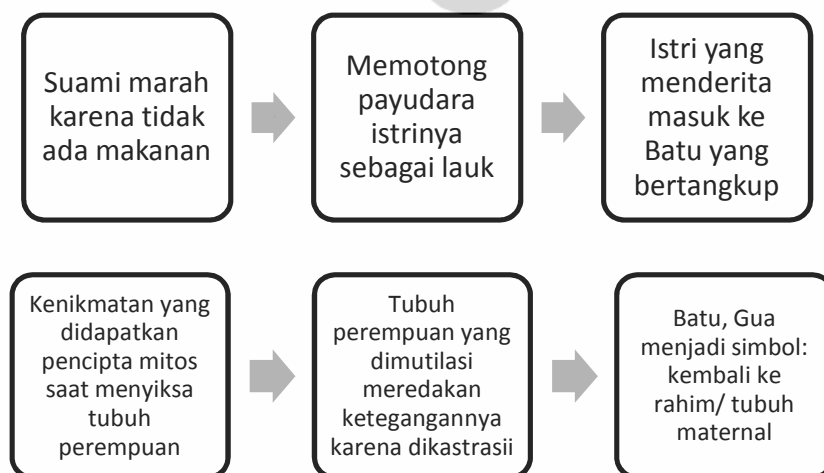 Suami marah
karena tidak
ada makanan
Memotong
payudara
istrinya
sebagai lauk
Istri yang
menderita
masuk ke
Batu yang
bertangkup
Kenikmatan yang
didapatkan
pencipta mitos
saat menyiksa
tubuh
perempuan
Tubuh
perempuan yang
dimutilasi
meredakan
ketegangannya
karena dikastrasii
Batu, Gua
menjadi simbol:
kembali ke
rahim/ tubuh
maternal